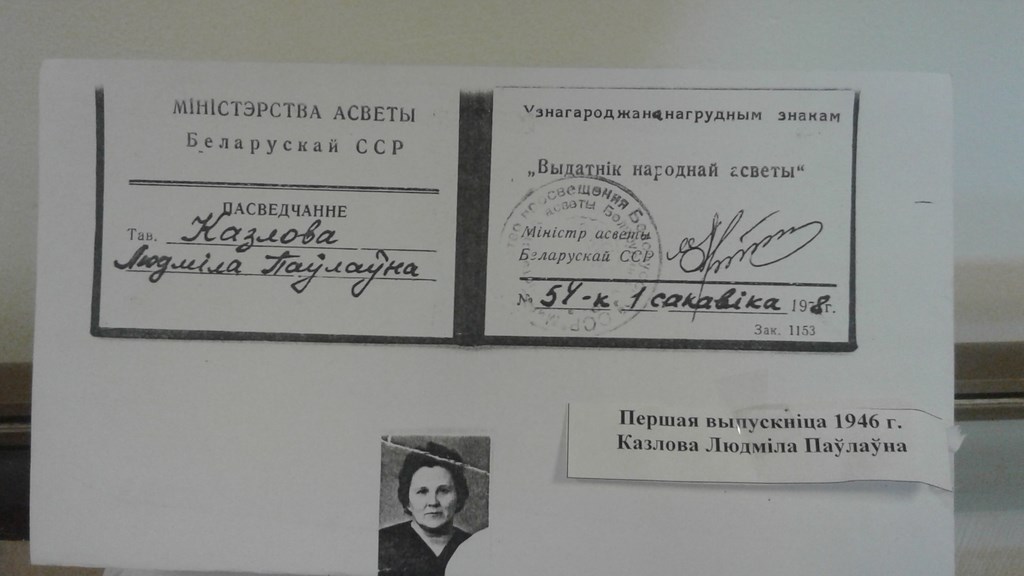 МІНІСТЭРСТВА АСВЕТЫ
Беларускай ССР
ПАСВЕДЧАННЕ
Тав. Казлова
Людміла Паўлаўна
Узнагароджана нагрудным знакам
„Выдатнік народнай асветы“
Міністр асветы
Беларускай ССР
№ 54-к 1 сакавіка 1978г.
Зак. 1153
Першая выпускніца 1946 г.
Казлова Людміла Паўлаўна